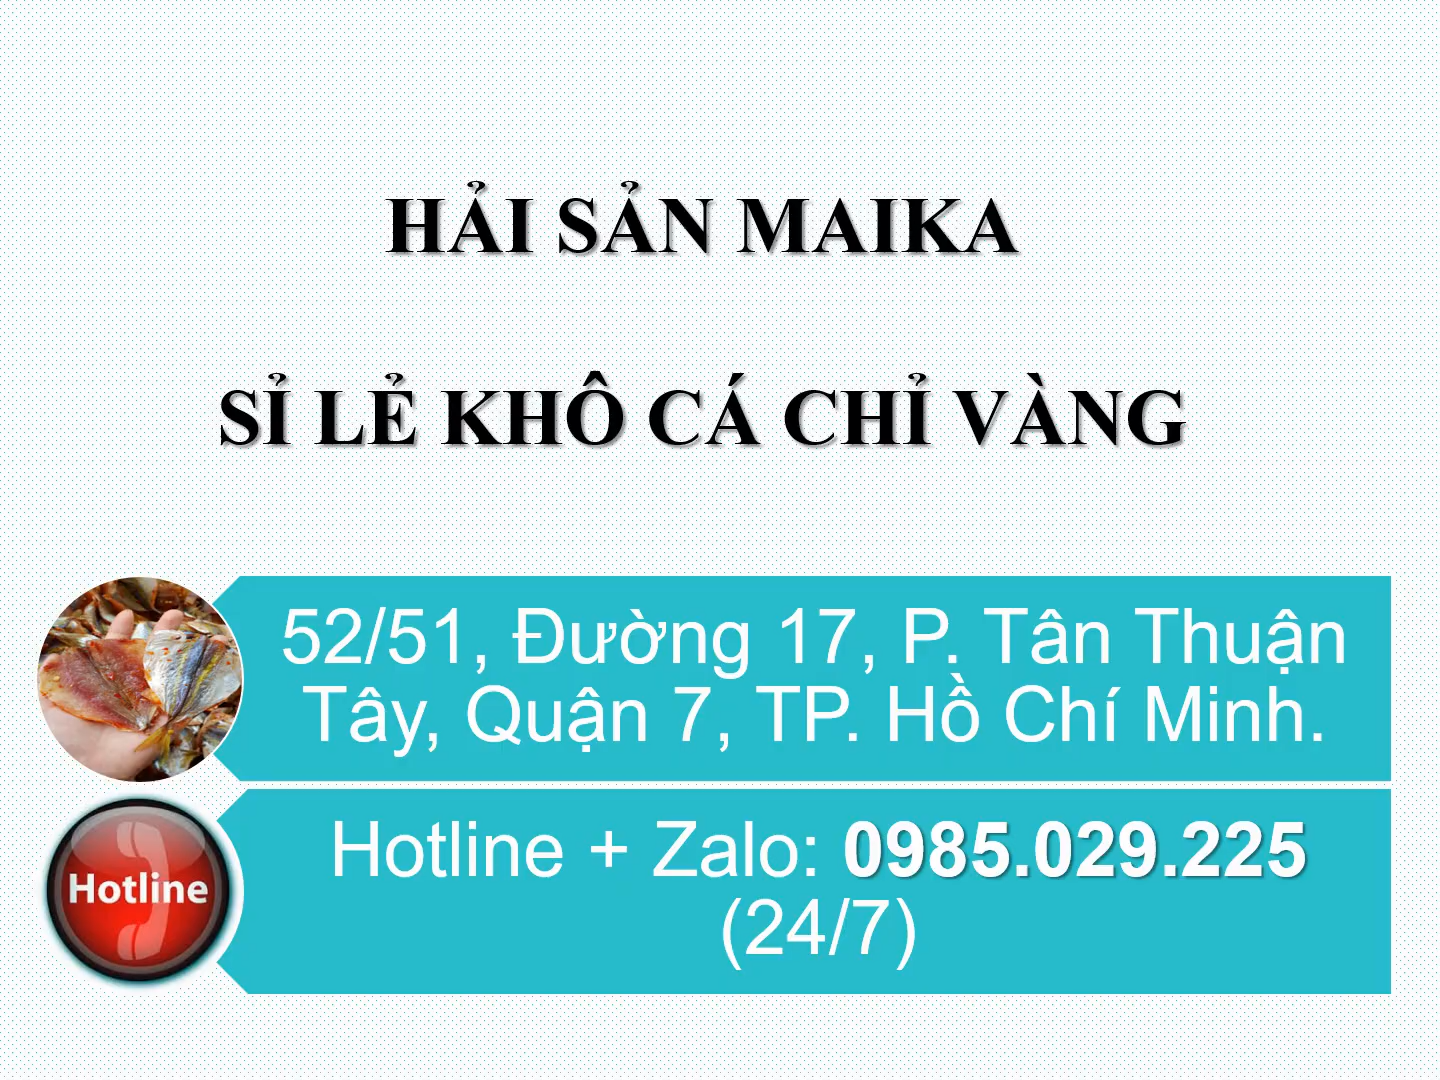 HẢI SẢN MAIKA
SỈ LẺ KHÔ CÁ CHỈ VÀNG
52/51, Đường 17, P. Tân Thuận
Tây, Quận 7, TP. Hồ Chí Minh.
Hotline + Zalo: 0985.029.225
(24/7)
Hotline